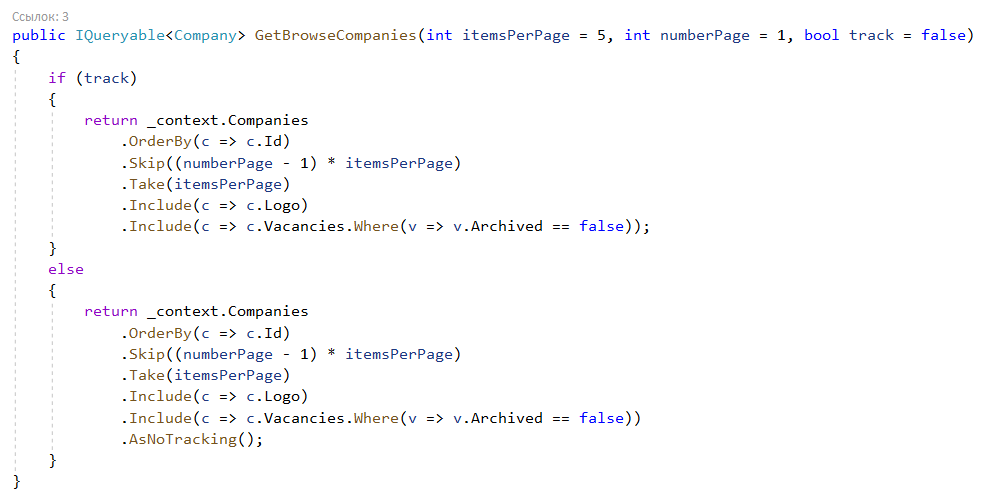 Ссылок: 3
public IQueryable<Company> GetBrowseCompanies(int itemsPerPage = 5, int numberPage = 1, bool track = false)
{
    if (track)
    {
        return _context.Companies
            .OrderBy(c => c.Id)
            .Skip((numberPage - 1) * itemsPerPage)
            .Take(itemsPerPage)
            .Include(c => c.Logo)
            .Include(c => c.Vacancies.Where(v => v.Archived == false));
    }
    else
    {
        return _context.Companies
            .OrderBy(c => c.Id)
            .Skip((numberPage - 1) * itemsPerPage)
            .Take(itemsPerPage)
            .Include(c => c.Logo)
            .Include(c => c.Vacancies.Where(v => v.Archived == false))
            .AsNoTracking();
    }
}